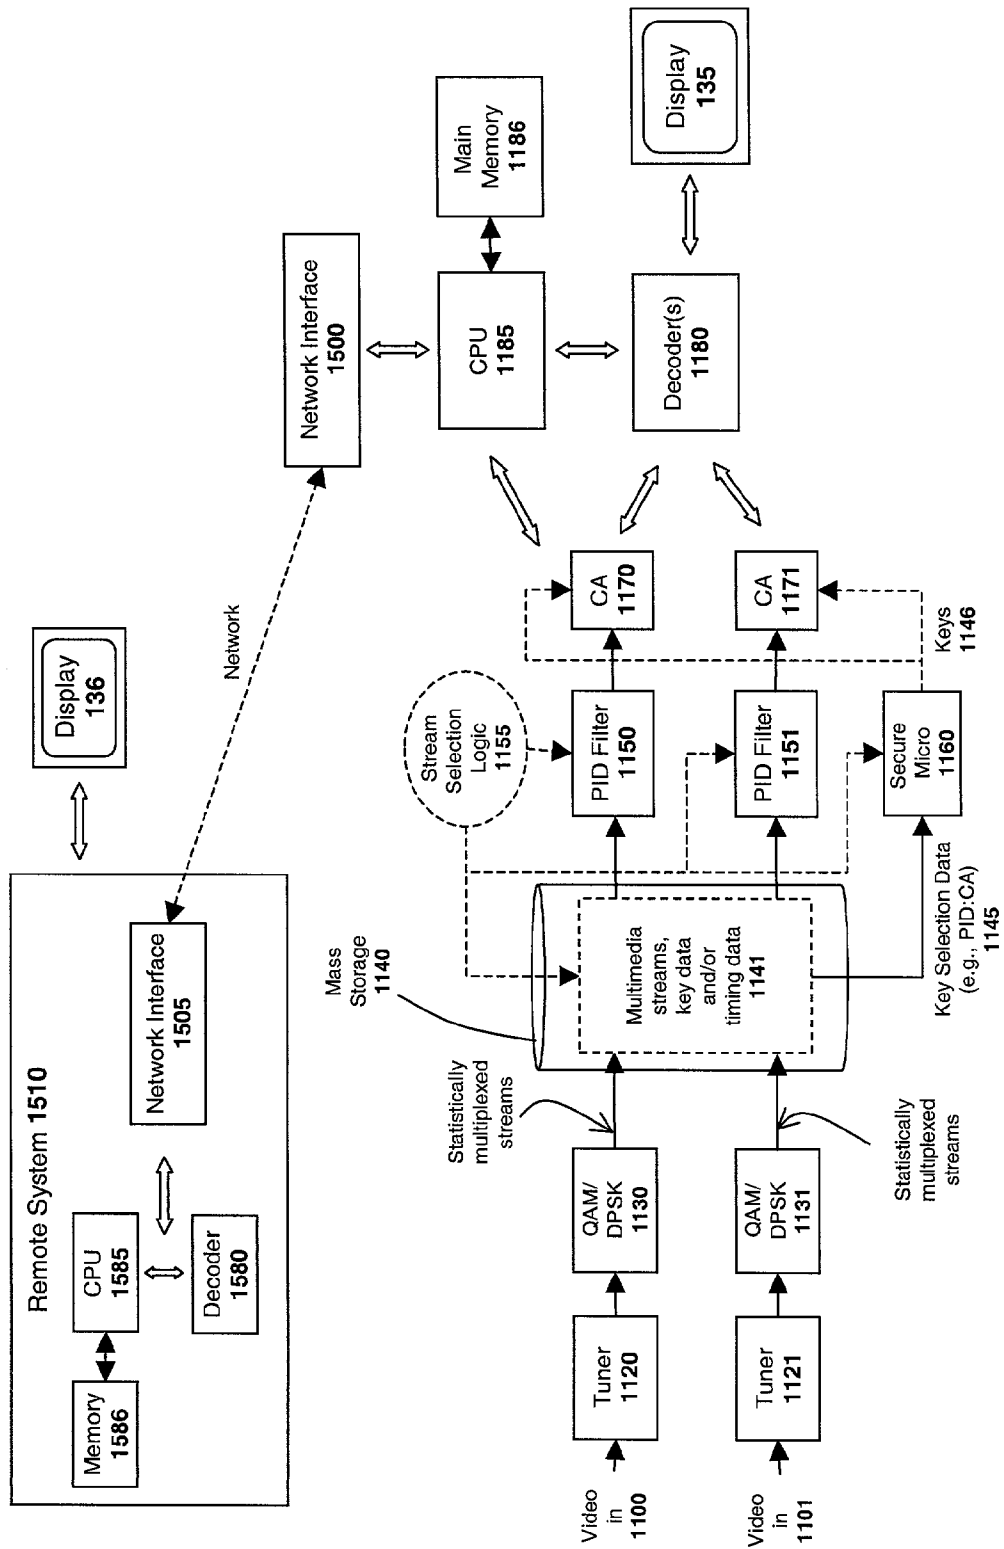 Remote System 1510
Memory
1586
CPU
1585
Decoder
1580
Network Interface
1505
Display
136
Network
Network Interface
1500
CPU
1185
Main
Memory
1186
Decoder(s)
1180
Display
135
Video
in
1100
Tuner
1120
QAM/
DPSK
1130
Statistically
multiplexed
streams
Mass
Storage
1140
Multimedia
streams,
key data
and/or
timing data
1141
Stream
Selection
Logic
1155
PID Filter
1150
CA
1170
Video
in
1101
Tuner
1121
QAM/
DPSK
1131
Statistically
multiplexed
streams
PID Filter
1151
CA
1171
Key Selection Data
(e.g., PID:CA)
1145
Secure
Micro
1160
Keys
1146